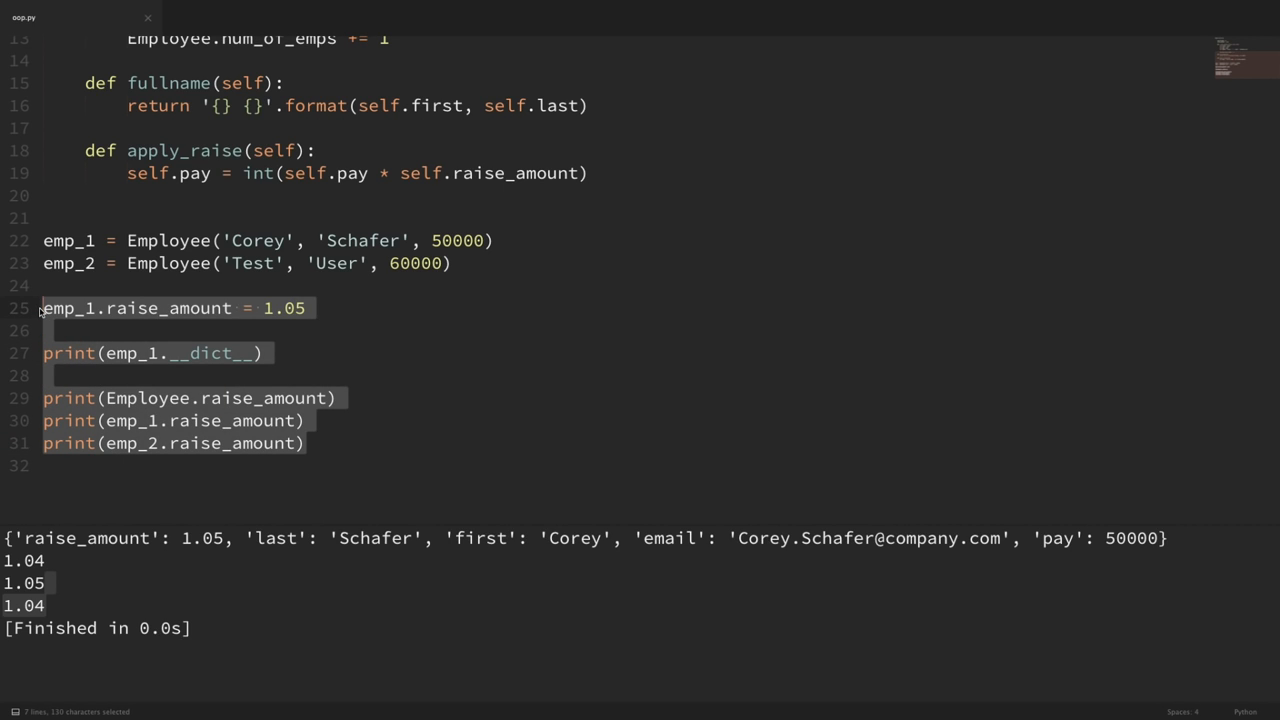 oop.py
13 Employee.num_of_emps += 1
14
15 def fullname(self):
16 return '{} {}'.format(self.first, self.last)
17
18 def apply_raise(self):
19 self.pay = int(self.pay * self.raise_amount)
20
21
22 emp_1 = Employee('Corey', 'Schafer', 50000)
23 emp_2 = Employee('Test', 'User', 60000)
24
25 emp_1.raise_amount = 1.05
26
27 print(emp_1.__dict__)
28
29 print(Employee.raise_amount)
30 print(emp_1.raise_amount)
31 print(emp_2.raise_amount)
32
{'raise_amount': 1.05, 'last': 'Schafer', 'first': 'Corey', 'email': 'Corey.Schafer@company.com', 'pay': 50000}
1.04
1.05
1.04
[Finished in 0.0s]
7 lines, 130 characters selected Spaces: 4 Python